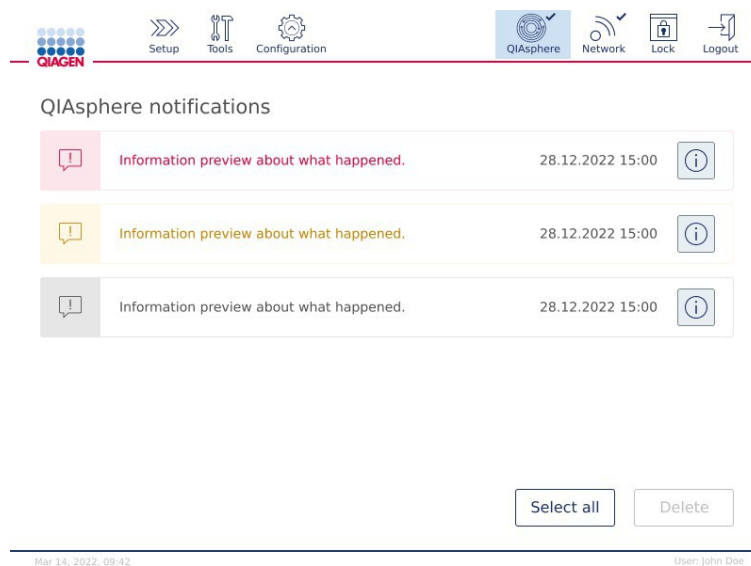 QIAGEN
Setup
Tools
Configuration
QIAsphere
Network
Lock
Logout
QIAsphere notifications
Information preview about what happened. 28.12.2022 15:00
Information preview about what happened. 28.12.2022 15:00
Information preview about what happened. 28.12.2022 15:00
Select all
Delete
Mar 14, 2022, 09:42
User: John Doe